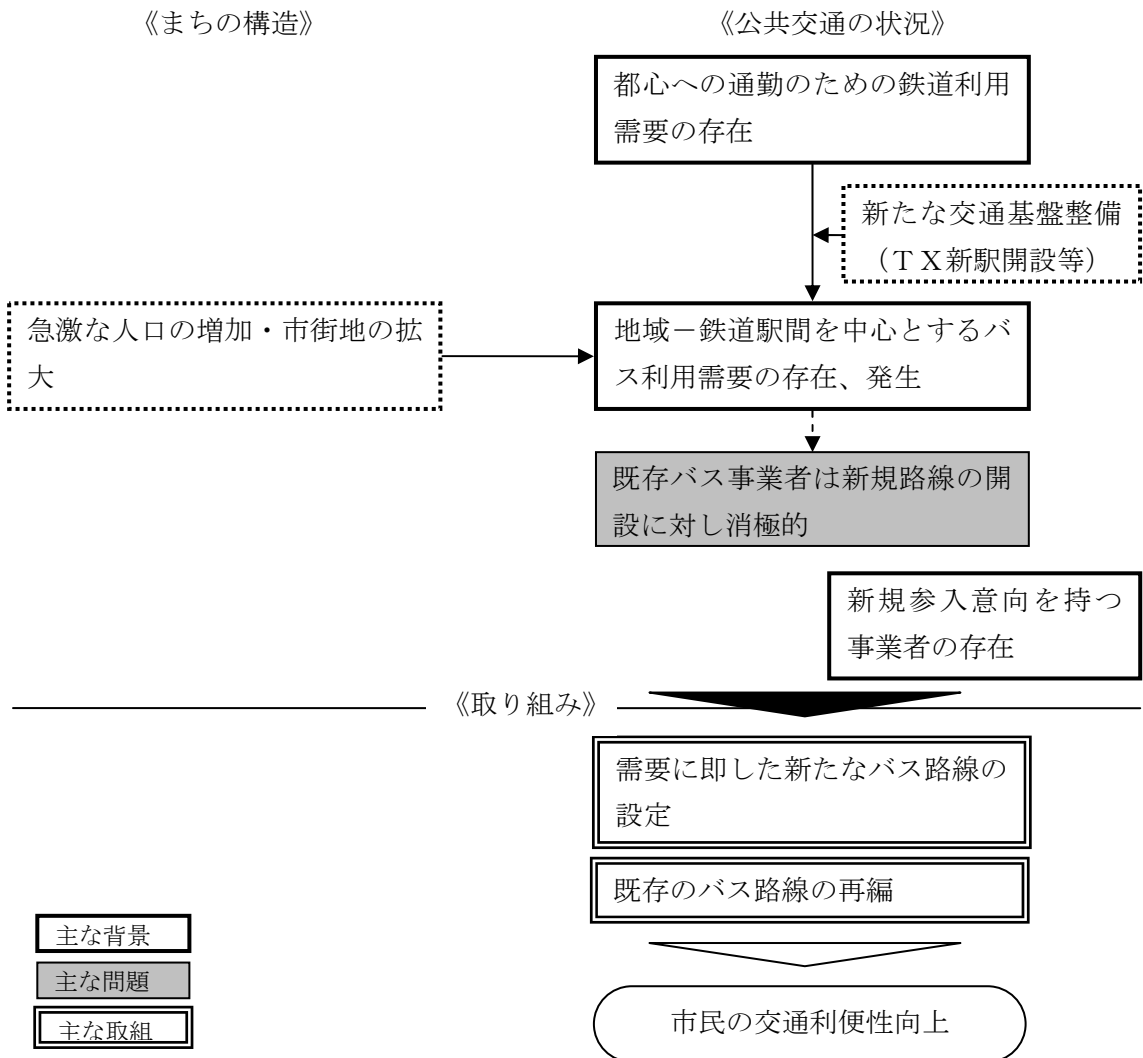 《まちの構造》
《公共交通の状況》
都心への通勤のための鉄道利用
需要の存在
新たな交通基盤整備
（ＴＸ新駅開設等）
急激な人口の増加・市街地の拡
大
地域－鉄道駅間を中心とするバ
ス利用需要の存在、発生
既存バス事業者は新規路線の開
設に対し消極的
新規参入意向を持つ
事業者の存在
《取り組み》
需要に即した新たなバス路線の
設定
既存のバス路線の再編
主な背景
主な問題
主な取組
市民の交通利便性向上